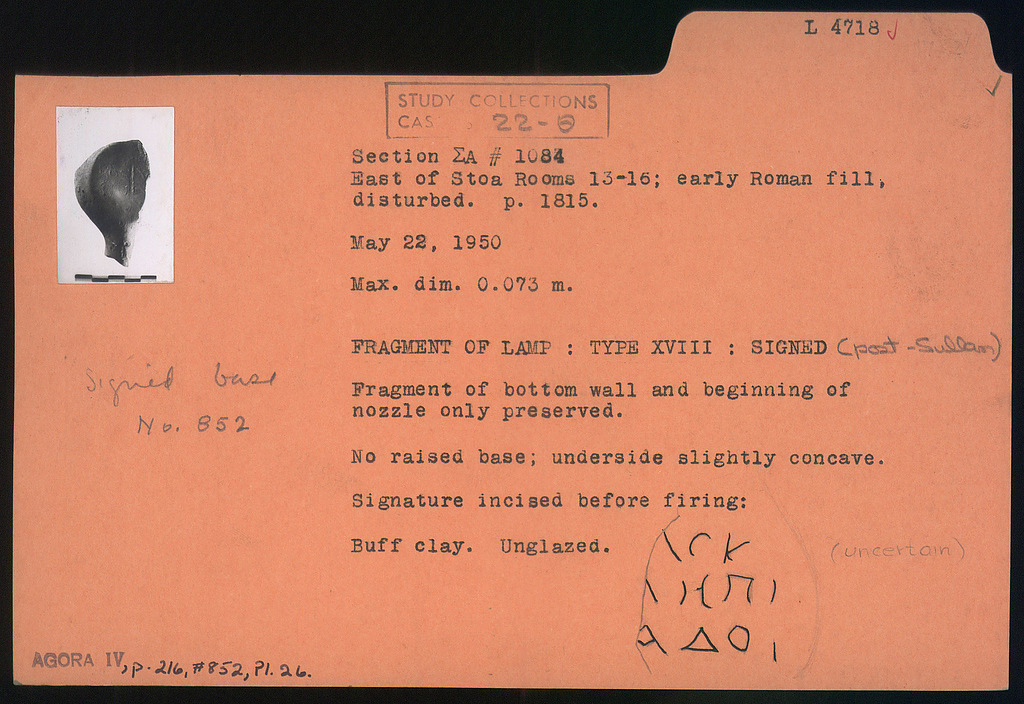 L 4718
STUDY COLLECTIONS
CAS 22-
Section ΣΑ # 1084
East of Stoa Rooms 13-16; early Roman fill,
disturbed. p. 1815.
May 22, 1950
Max. dim. 0.073 m.
FRAGMENT OF LAMP : TYPE XVIII : SIGNED (post-Sullan)
Signed base
No. 852
Fragment of bottom wall and beginning of
nozzle only preserved.
No raised base; underside slightly concave.
Signature incised before firing:
Buff clay. Unglazed.
(uncertain)
ΑΔΟΙ
AGORA IV, p. 216, #852, Pl. 26.